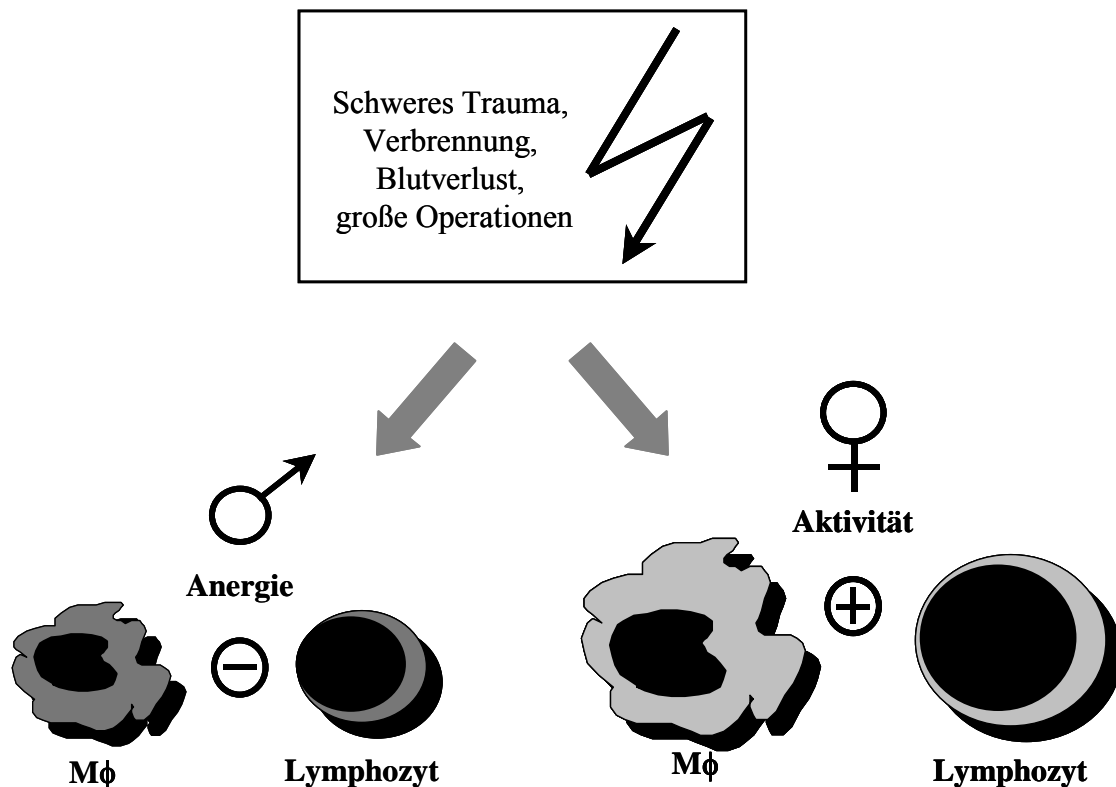 Schweres Trauma,
Verbrennung,
Blutverlust,
große Operationen
Aktivität
Anergie
Mϕ
Lymphozyt
Mϕ
Lymphozyt